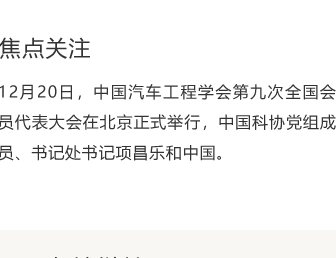 焦点关注
12月20日，中国汽车工程学会第九次全国会
员代表大会在北京正式举行，中国科协党组成
员、书记处书记项昌乐和中国。